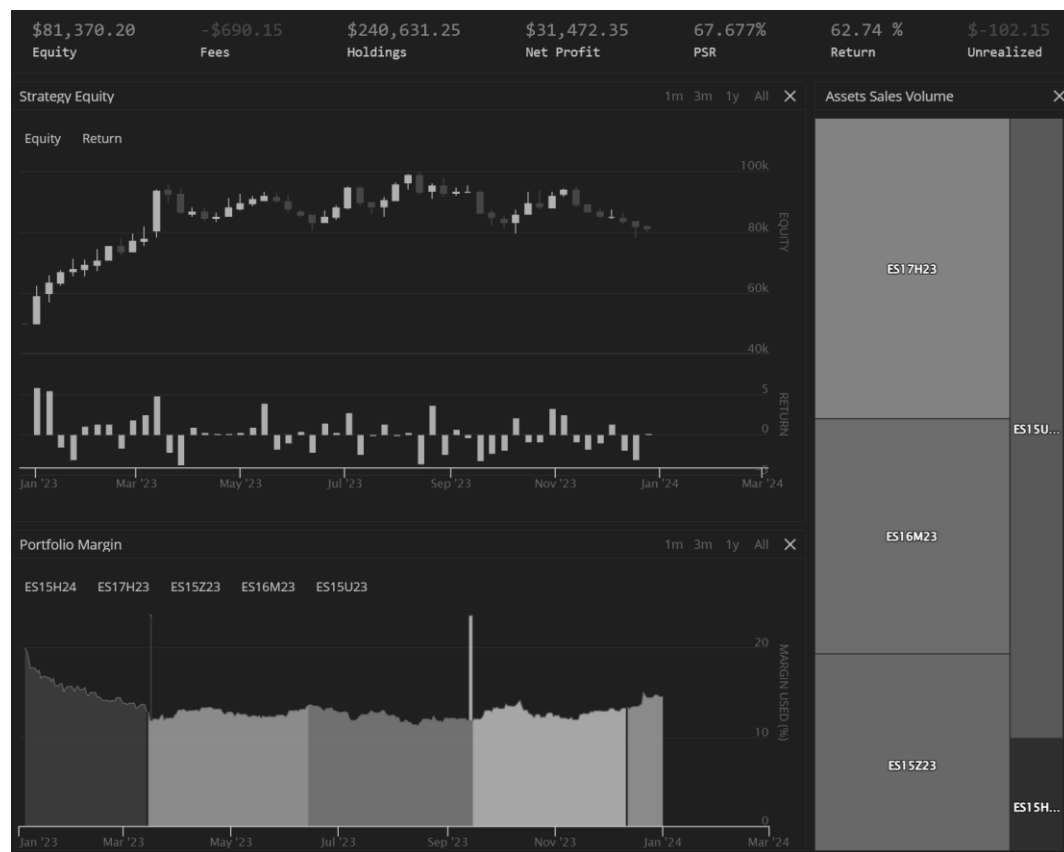 $81,370.20 -$690.15 $240,631.25 $31,472.35 67.677% 62.74 % $-102.15
Equity Fees Holdings Net Profit PSR Return Unrealized
Strategy Equity 1m 3m 1y All
Equity Return
100k
80k
60k
40k
EQUITY
5
0
-5
RETURN
Jan '23 Mar '23 May '23 Jul '23 Sep '23 Nov '23 Jan '24 Mar '24
Portfolio Margin 1m 3m 1y All
ES15H24 ES17H23 ES15Z23 ES16M23 ES15U23
20
10
0
MARGIN USED (%)
Jan '23 Mar '23 May '23 Jul '23 Sep '23 Nov '23 Jan '24 Mar '24
Assets Sales Volume
ES17H23
ES15U...
ES16M23
ES15Z23
ES15H...